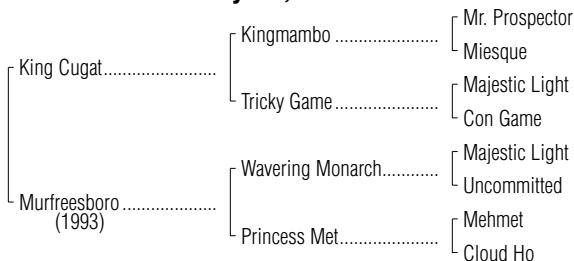 Mr. Prospector
Kingmambo
Miesque
King Cugat
Majestic Light
Tricky Game
Con Game
Majestic Light
Wavering Monarch
Uncommitted
Murfreesboro
(1993)
Mehmet
Princess Met
Cloud Ho